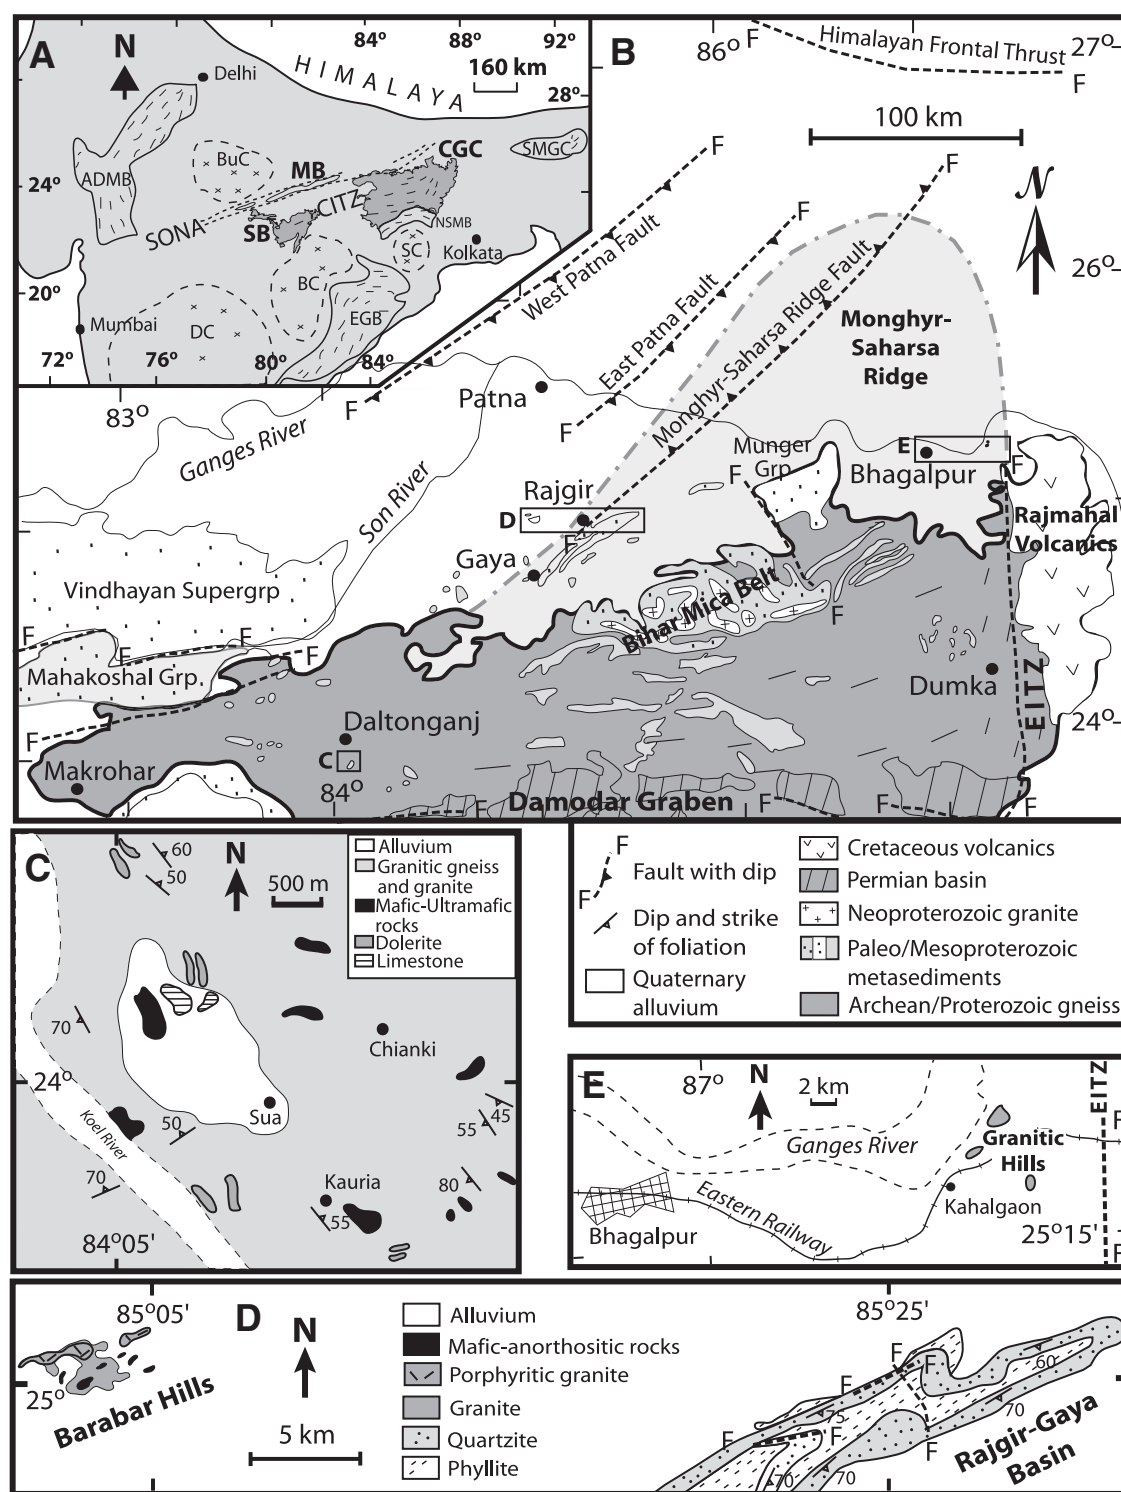 A
N
Delhi
HIMALAYA
84°
88°
92°
160 km
28°
BuC
MB
CGC
SMGC
24°
ADMB
CITZ
SONA
SB
NSMB
SC
Kolkata
20°
BC
Mumbai
DC
EGB
72°
76°
80°
84°
B
86°
F
Himalayan Frontal Thrust
27°
F
100 km
F
F
N
F
26°
West Patna Fault
East Patna Fault
Monghyr-Saharsa Ridge Fault
Monghyr-
Saharsa
Ridge
83°
F
Patna
F
Ganges River
Son River
Munger
Grp.
F
E
Bhagalpur
F
Rajgir
D
F
Rajmahal
Volcanics
Gaya
Vindhayan Supergrp
Bihar Mica Belt
F
F
F
F
F
Mahakoshal Grp.
Dumka
EITZ
F
24°
Daltonganj
C
Makrohar
84°
F
Damodar Graben
F
F
F
C
N
500 m
60
50
Alluvium
Granitic gneiss
and granite
Mafic-Ultramafic
rocks
Dolerite
Limestone
70
Chianki
24°
Sua
Koel River
50
45
55
70
Kauria
80
55
84°05'
F
F
Fault with dip
Dip and strike
of foliation
Quaternary
alluvium
Cretaceous volcanics
Permian basin
Neoproterozoic granite
Paleo/Mesoproterozoic
metasediments
Archean/Proterozoic gneiss
E
87°
N
2 km
EITZ
F
Ganges River
Granitic
Hills
Kahalgaon
Eastern Railway
Bhagalpur
25°15'
F
85°05'
D
N
25°
Barabar Hills
5 km
Alluvium
Mafic-anorthositic rocks
Porphyritic granite
Granite
Quartzite
Phyllite
85°25'
F
F
F
60
75
70
F
F
F
70
70
Rajgir-Gaya
Basin